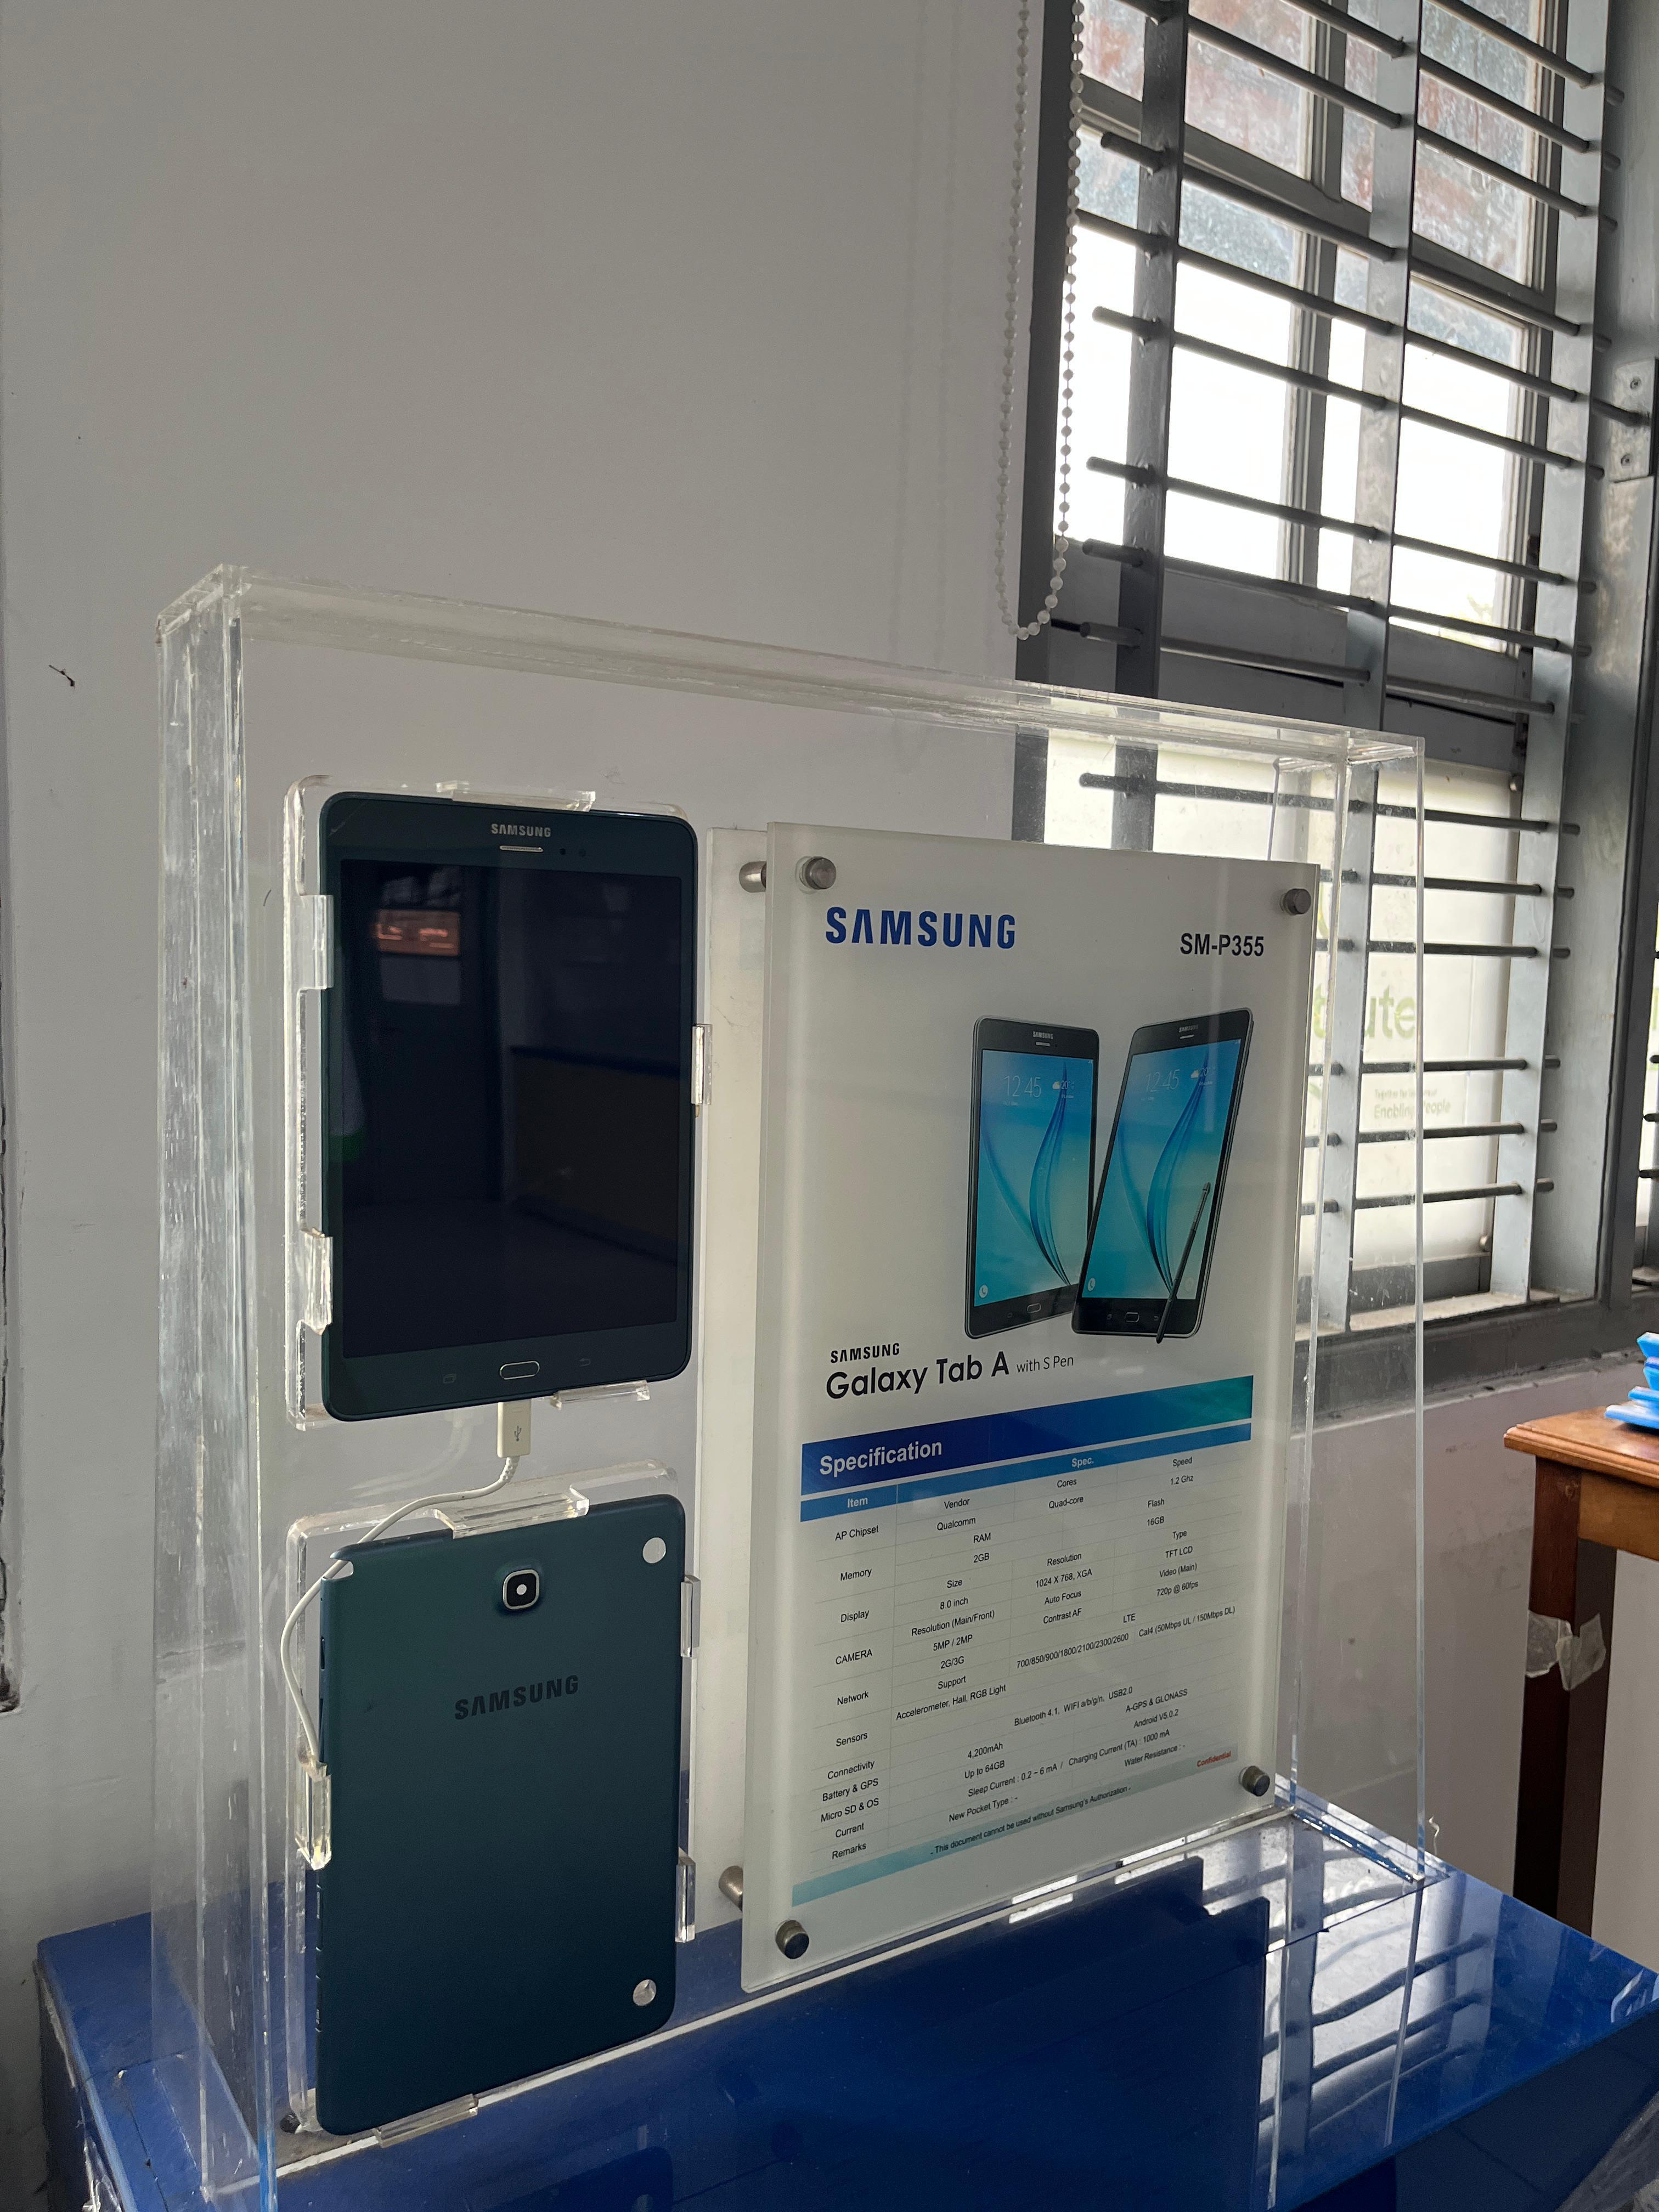 SAMSUNG
SAMSUNG
SAMSUNG SM-P355
SAMSUNG
SAMSUNG
12:45
12:45
SAMSUNG
Galaxy Tab A with S Pen
Specification
Item Spec.
AP Chipset Vendor Cores Speed
Qualcomm Quad-core 1.2 Ghz
Memory RAM Flash
2GB 16GB
Display Size Resolution Type
8.0 inch 1024 X 768, XGA TFT LCD
CAMERA Resolution (Main/Front) Auto Focus Video (Main)
5MP / 2MP Contrast AF 720p @ 60fps
Network 2G/3G LTE
Support 700/850/900/1800/2100/2300/2600 Cat4 (50Mbps UL / 150Mbps DL)
Sensors Accelerometer, Hall, RGB Light
Connectivity Bluetooth 4.1, WIFI a/b/g/n, USB2.0
Battery & GPS 4,200mAh A-GPS & GLONASS
Micro SD & OS Up to 64GB Android V5.0.2
Current Sleep Current : 0.2 ~ 6 mA / Charging Current (TA) : 1000 mA
Remarks New Pocket Type : - Water Resistance : -
- This document cannot be used without Samsung's Authorization -
Confidential
tute
Enabling People